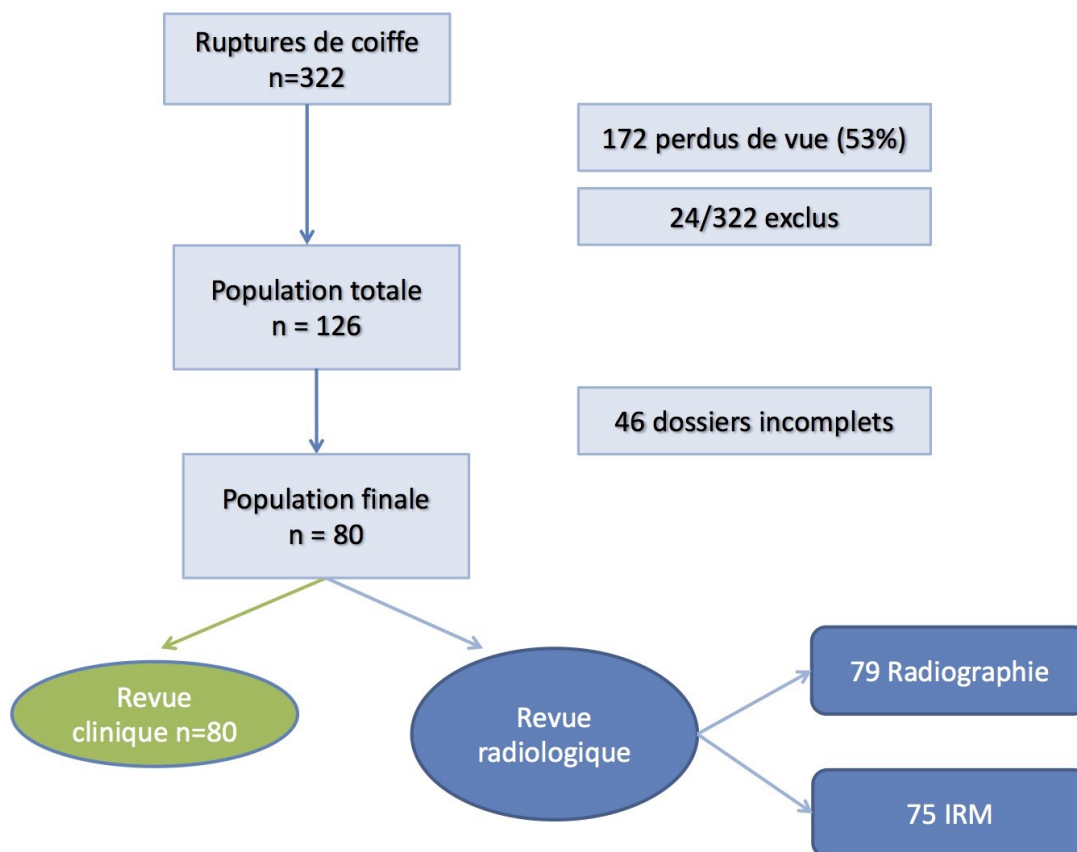 Ruptures de coiffe
n=322
172 perdus de vue (53%)
24/322 exclus
Population totale
n = 126
46 dossiers incomplets
Population finale
n = 80
Revue
clinique n=80
Revue
radiologique
79 Radiographie
75 IRM